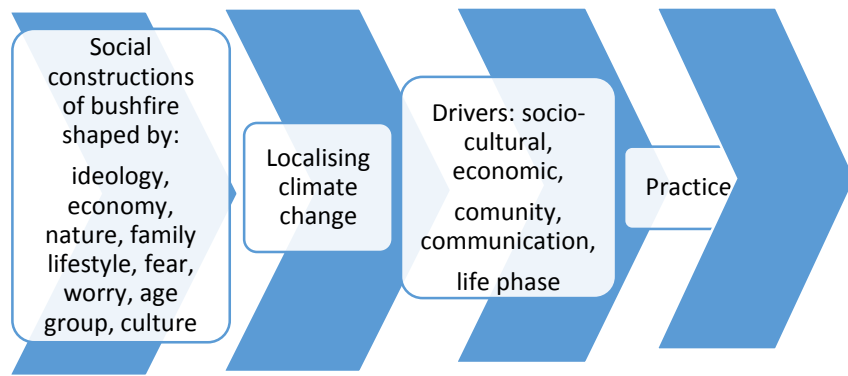 Social
constructions
of bushfire
shaped by:
ideology,
economy,
nature, family
lifestyle, fear,
worry, age
group, culture
Localising
climate
change
Drivers: socio-
cultural,
economic,
comunity,
communication,
life phase
Practice